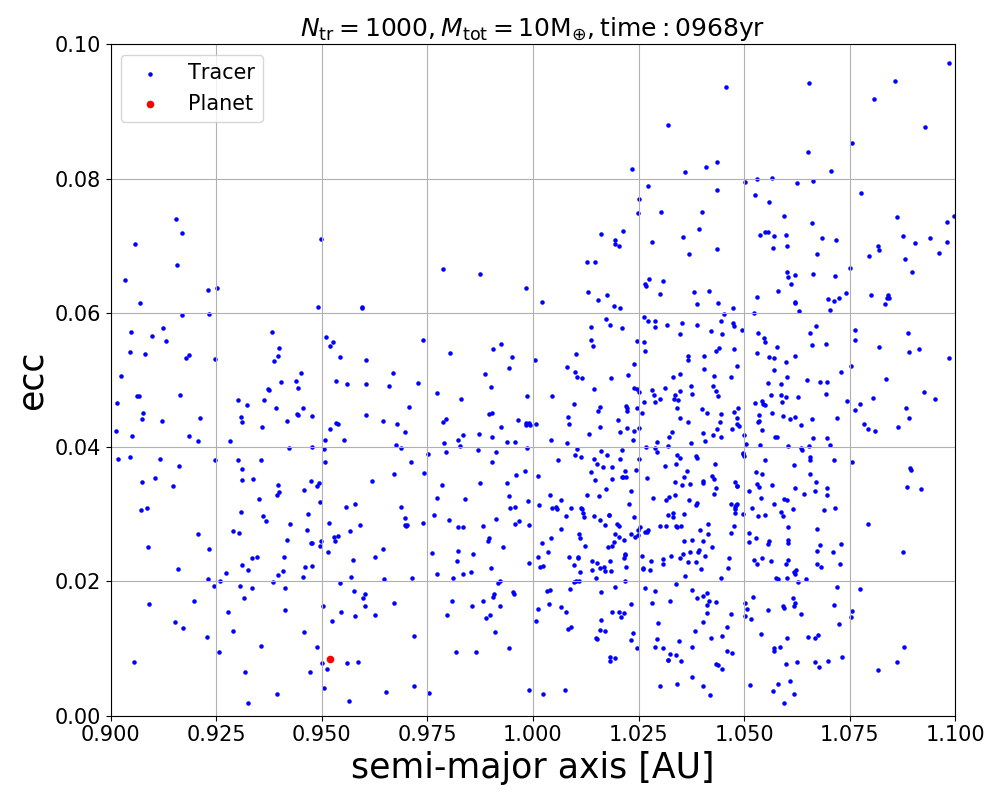 N_tr = 1000, M_tot = 10M_⊕, time : 0968yr
Tracer
Planet
ecc
0.10
0.08
0.06
0.04
0.02
0.00
0.900 0.925 0.950 0.975 1.000 1.025 1.050 1.075 1.100
semi-major axis [AU]